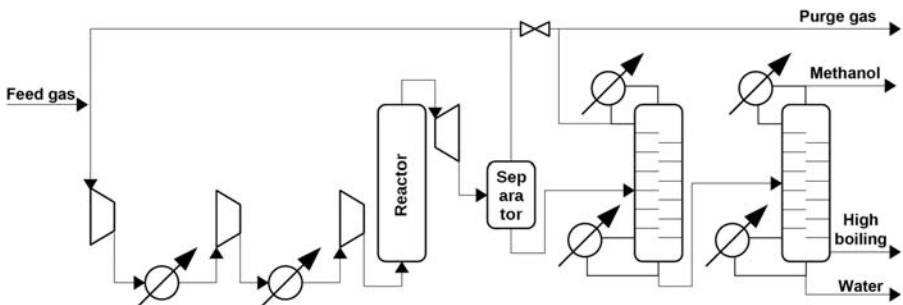 Purge gas
Methanol
Feed gas
Reactor
Sep
ara
tor
High
boiling
Water